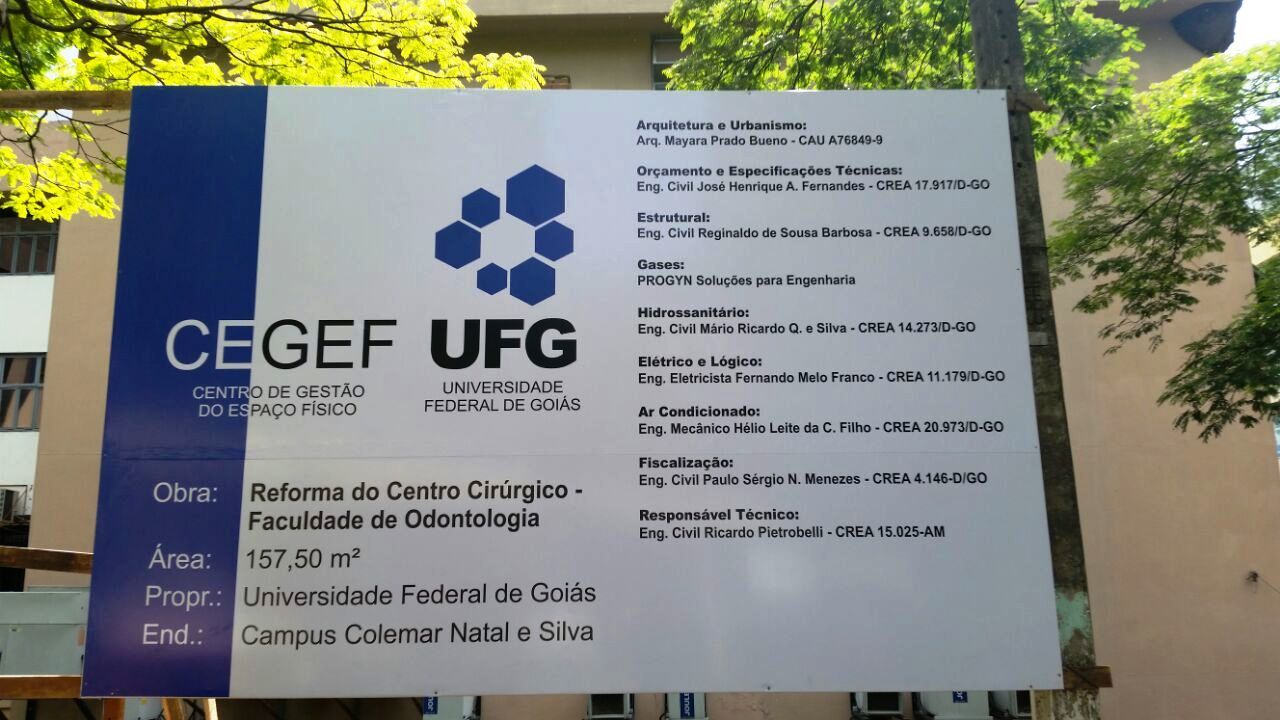 CEGEF
CENTRO DE GESTÃO
DO ESPAÇO FÍSICO
UFG
UNIVERSIDADE
FEDERAL DE GOIÁS
Obra: Reforma do Centro Cirúrgico -
Faculdade de Odontologia
Área: 157,50 m²
Propr.: Universidade Federal de Goiás
End.: Campus Colemar Natal e Silva
Arquitetura e Urbanismo:
Arq. Mayara Prado Bueno - CAU A76849-9
Orçamento e Especificações Técnicas:
Eng. Civil José Henrique A. Fernandes - CREA 17.917/D-GO
Estrutural:
Eng. Civil Reginaldo de Sousa Barbosa - CREA 9.658/D-GO
Gases:
PROGYN Soluções para Engenharia
Hidrossanitário:
Eng. Civil Mário Ricardo Q. e Silva - CREA 14.273/D-GO
Elétrico e Lógico:
Eng. Eletricista Fernando Melo Franco - CREA 11.179/D-GO
Ar Condicionado:
Eng. Mecânico Hélio Leite da C. Filho - CREA 20.973/D-GO
Fiscalização:
Eng. Civil Paulo Sérgio N. Menezes - CREA 4.146-D/GO
Responsável Técnico:
Eng. Civil Ricardo Pietrobelli - CREA 15.025-AM